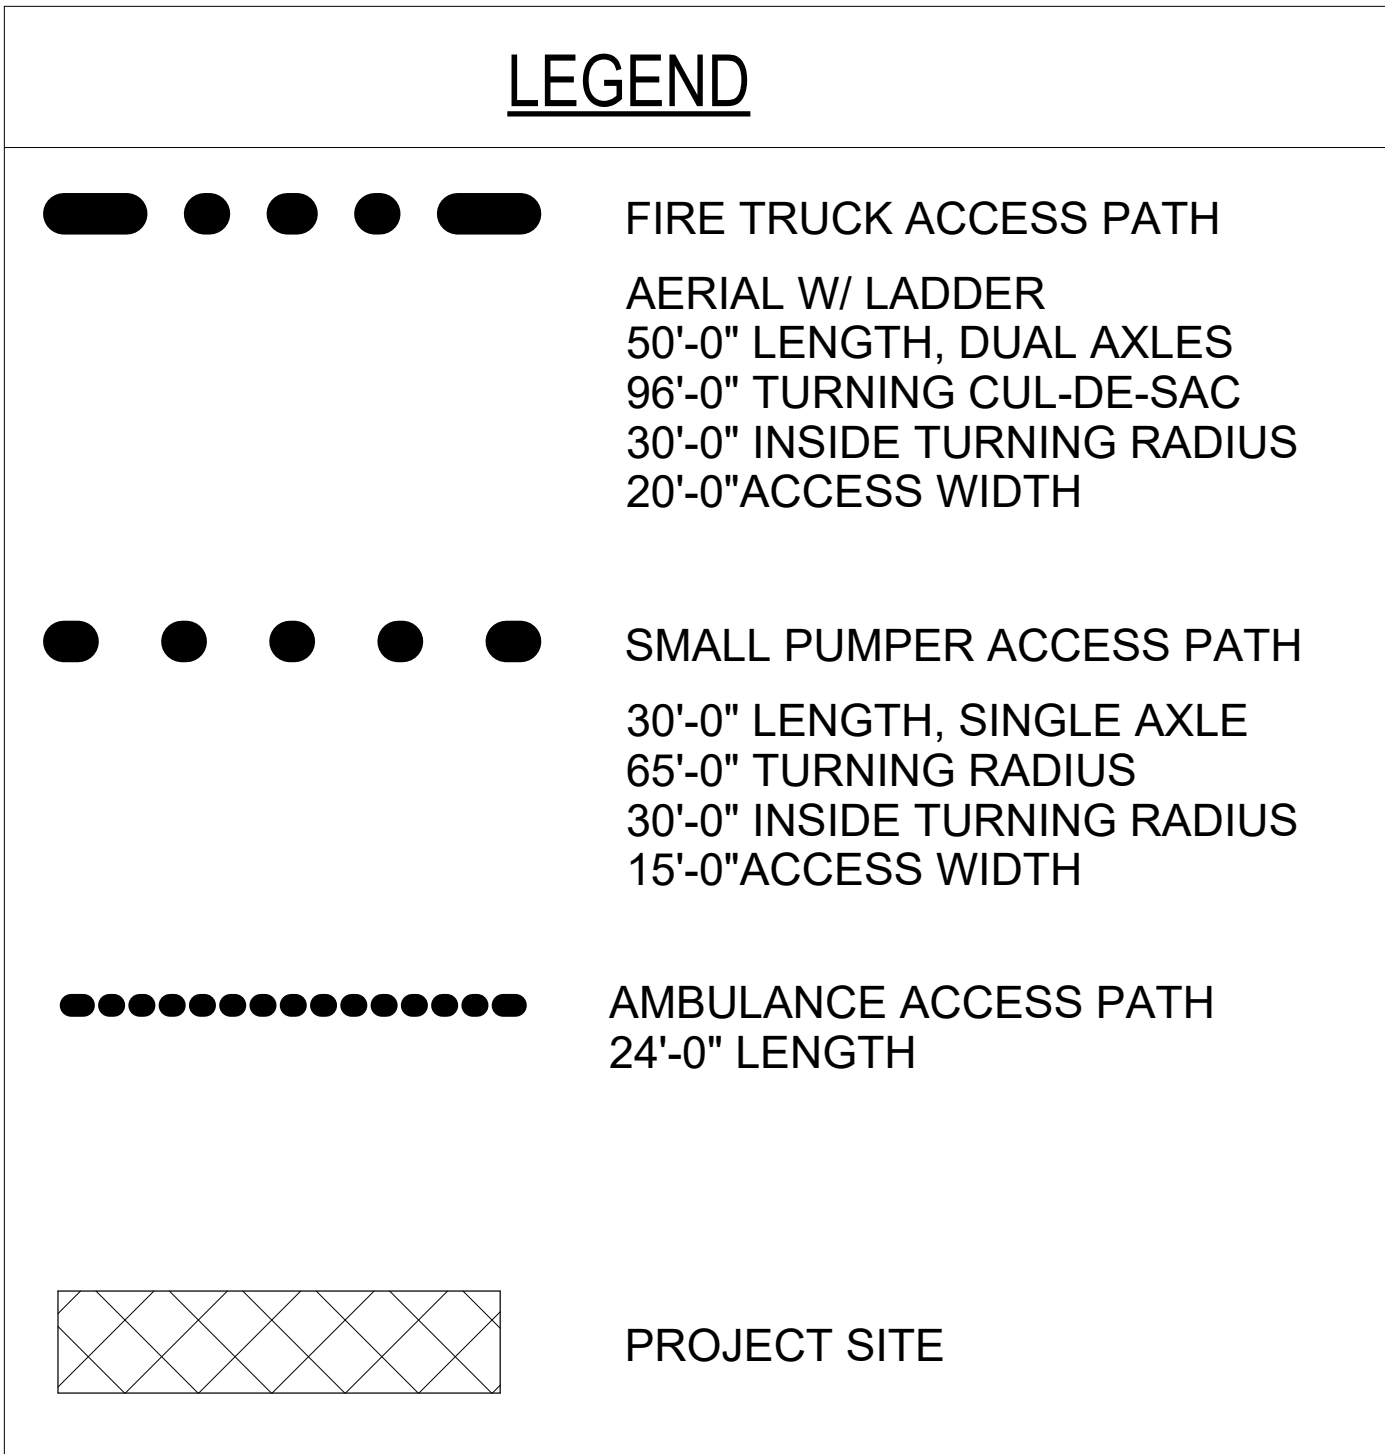 LEGEND
FIRE TRUCK ACCESS PATH
AERIAL W/ LADDER
50'-0" LENGTH, DUAL AXLES
96'-0" TURNING CUL-DE-SAC
30'-0" INSIDE TURNING RADIUS
20'-0"ACCESS WIDTH
SMALL PUMPER ACCESS PATH
30'-0" LENGTH, SINGLE AXLE
65'-0" TURNING RADIUS
30'-0" INSIDE TURNING RADIUS
15'-0"ACCESS WIDTH
AMBULANCE ACCESS PATH
24'-0" LENGTH
PROJECT SITE